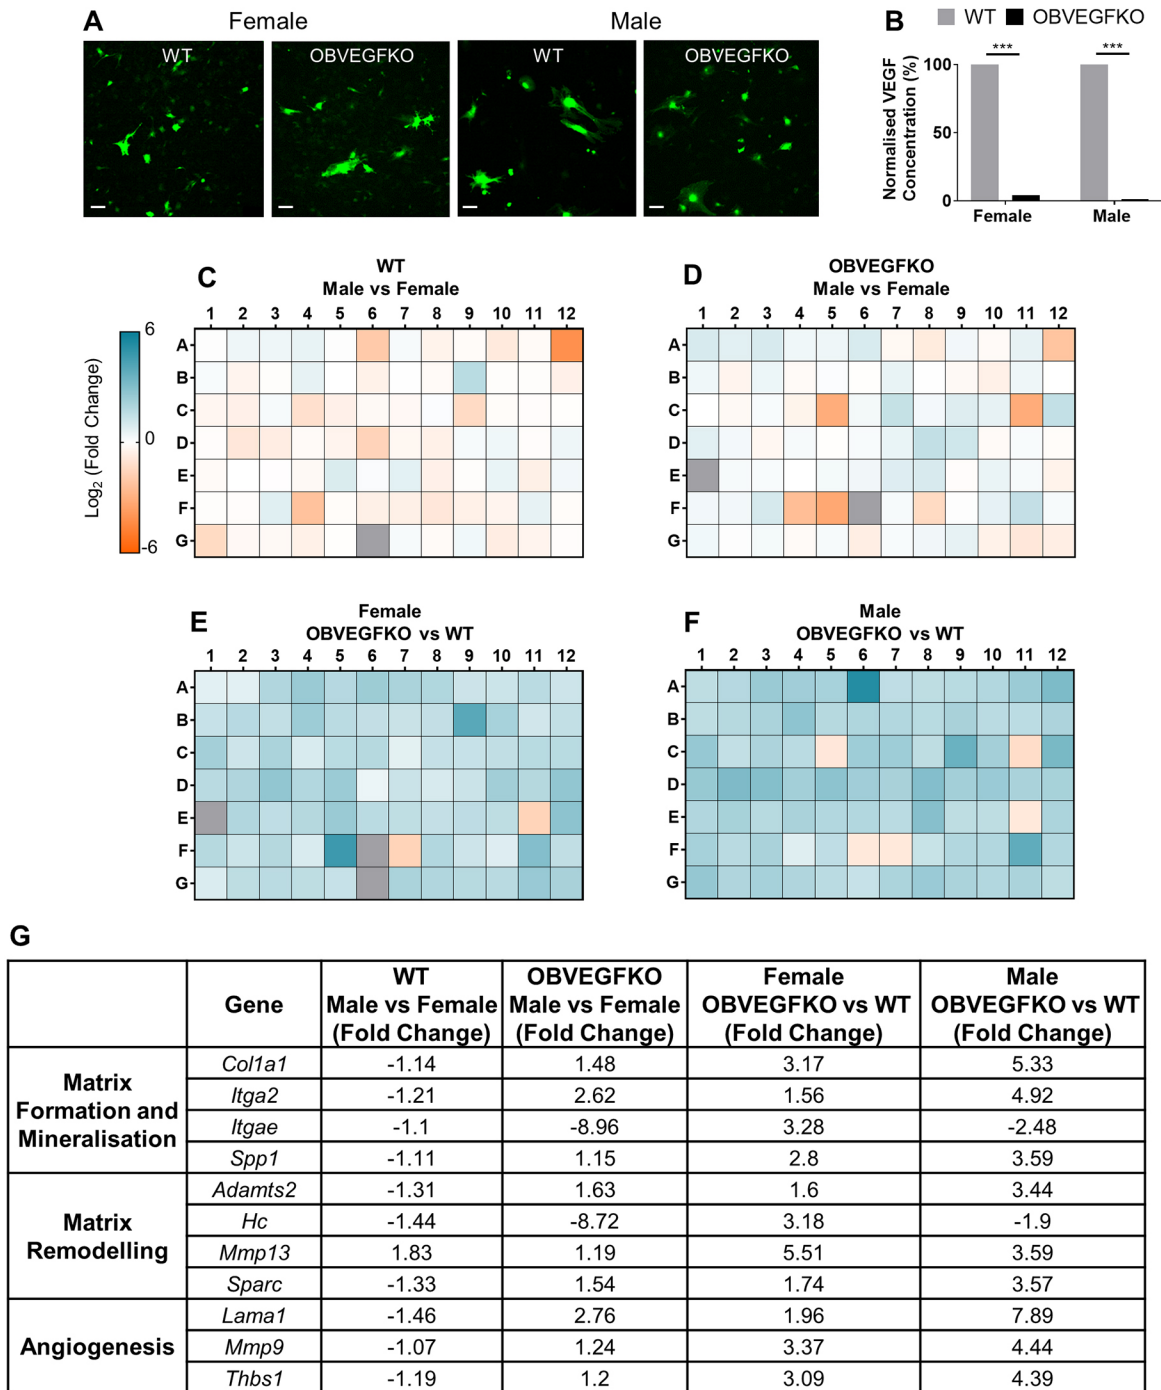 A
Female
Male
WT
OBVEGFKO
WT
OBVEGFKO
B
WT
OBVEGFKO
Normalised VEGF
Concentration (%)
100
50
0
***
***
Female
Male
C
WT
Male vs Female
1 2 3 4 5 6 7 8 9 10 11 12
A
B
C
D
E
F
G
6
0
-6
Log2 (Fold Change)
D
OBVEGFKO
Male vs Female
1 2 3 4 5 6 7 8 9 10 11 12
A
B
C
D
E
F
G
E
Female
OBVEGFKO vs WT
1 2 3 4 5 6 7 8 9 10 11 12
A
B
C
D
E
F
G
F
Male
OBVEGFKO vs WT
1 2 3 4 5 6 7 8 9 10 11 12
A
B
C
D
E
F
G
G
Gene
WT
Male vs Female
(Fold Change)
OBVEGFKO
Male vs Female
(Fold Change)
Female
OBVEGFKO vs WT
(Fold Change)
Male
OBVEGFKO vs WT
(Fold Change)
Matrix
Formation and
Mineralisation
Col1a1 -1.14 1.48 3.17 5.33
Itga2 -1.21 2.62 1.56 4.92
Itgae -1.1 -8.96 3.28 -2.48
Spp1 -1.11 1.15 2.8 3.59
Matrix
Remodelling
Adamts2 -1.31 1.63 1.6 3.44
Hc -1.44 -8.72 3.18 -1.9
Mmp13 1.83 1.19 5.51 3.59
Sparc -1.33 1.54 1.74 3.57
Angiogenesis
Lama1 -1.46 2.76 1.96 7.89
Mmp9 -1.07 1.24 3.37 4.44
Thbs1 -1.19 1.2 3.09 4.39